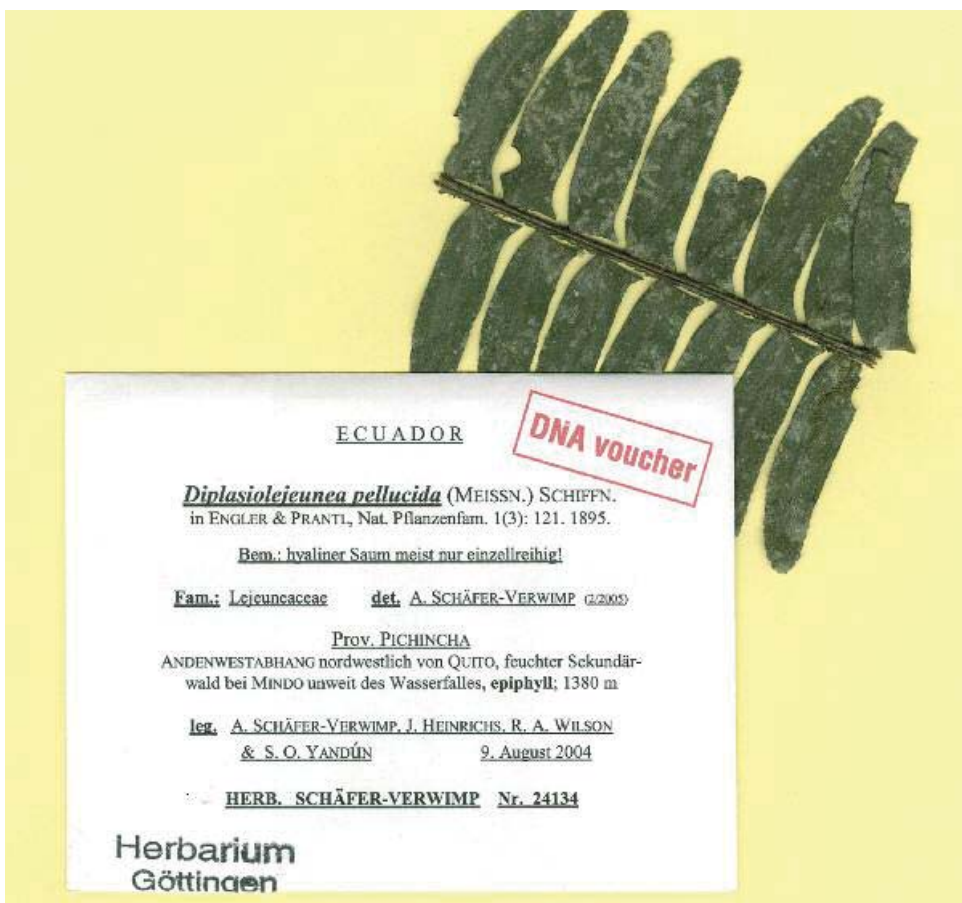 ECUADOR
DNA voucher
Diplasiolejeunea pellucida (MEISSN.) SCHIFFN.
in ENGLER & PRANTL, Nat. Pflanzenfam. 1(3): 121. 1895.
Bem.: hyaliner Saum meist nur einzellreihig!
Fam.: Lejeuneaceae det. A. SCHÄFER-VERWIMP (2/2005)
Prov. PICHINCHA
ANDENWESTABHANG nordwestlich von QUITO, feuchter Sekundär-
wald bei MINDO unweit des Wasserfalles, epiphyll; 1380 m
leg. A. SCHÄFER-VERWIMP, J. HEINRICHS, R. A. WILSON
& S. O. YANDÚN 9. August 2004
HERB. SCHÄFER-VERWIMP Nr. 24134
Herbarium
Göttingen